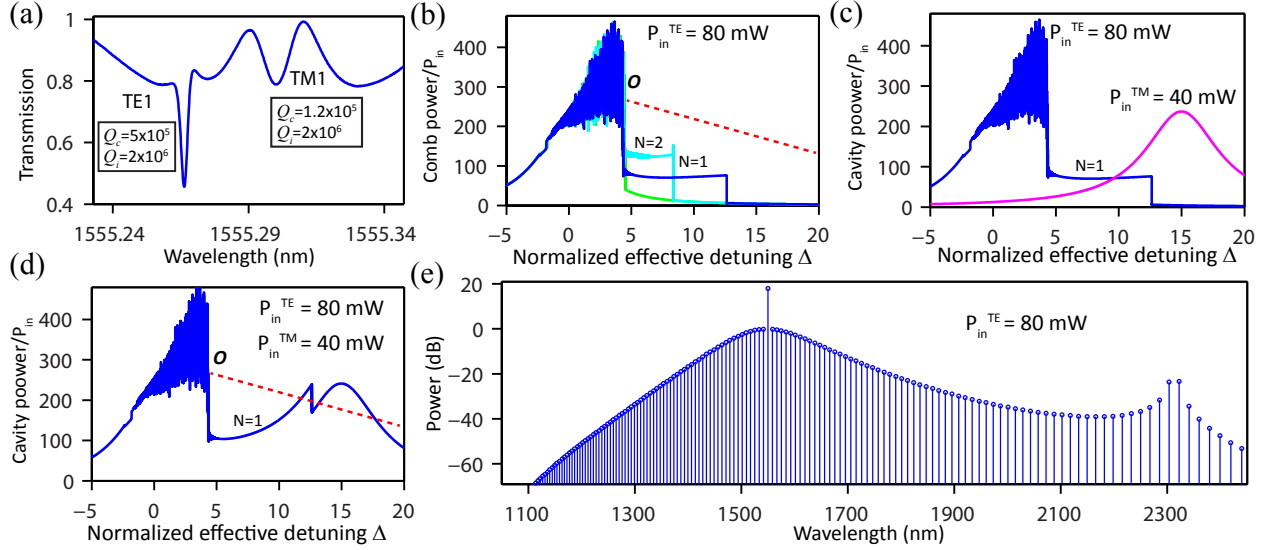 (a)
1
0.8
0.6
0.4
Transmission
TE1
Q_c=5x10^5
Q_i=2x10^6
TM1
Q_c=1.2x10^5
Q_i=2x10^6
1555.24
1555.29
1555.34
Wavelength (nm)
(b)
400
300
200
100
0
Comb power/P_in
P_in^TE = 80 mW
O
N=2
N=1
−5
0
5
10
15
20
Normalized effective detuning Δ
(c)
400
300
200
100
0
Cavity power/P_in
P_in^TE = 80 mW
P_in^TM = 40 mW
N=1
−5
0
5
10
15
20
Normalized effective detuning Δ
(d)
400
300
200
100
0
Cavity poower/P_in
P_in^TE = 80 mW
P_in^TM = 40 mW
O
N=1
−5
0
5
10
15
20
Normalized effective detuning Δ
(e)
20
0
−20
−40
−60
Power (dB)
P_in^TE = 80 mW
1100
1300
1500
1700
1900
2100
2300
Wavelength (nm)